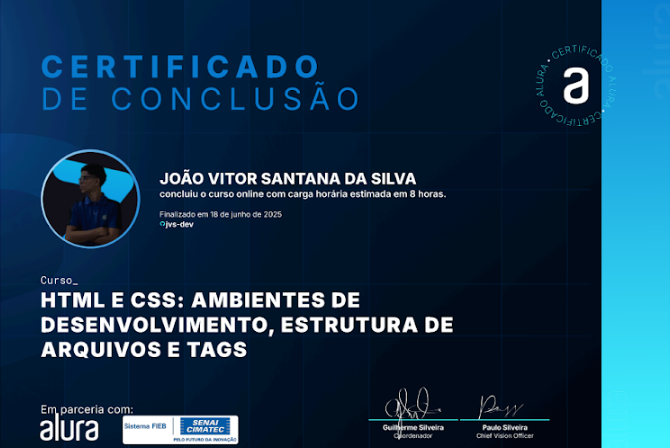 CERTIFICADO
DE CONCLUSÃO
CERTIFICADO ALURA • CERTIFICADO ALURA •
a
JOÃO VITOR SANTANA DA SILVA
concluiu o curso online com carga horária estimada em 8 horas.
Finalizado em 18 de junho de 2025
jvs-dev
Curso_
HTML E CSS: AMBIENTES DE
DESENVOLVIMENTO, ESTRUTURA DE
ARQUIVOS E TAGS
Em parceria com:
alura
Sistema FIEB
SENAI
CIMATEC
PELO FUTURO DA INOVAÇÃO
Guilherme Silveira
Coordenador
Paulo Silveira
Chief Vision Officer